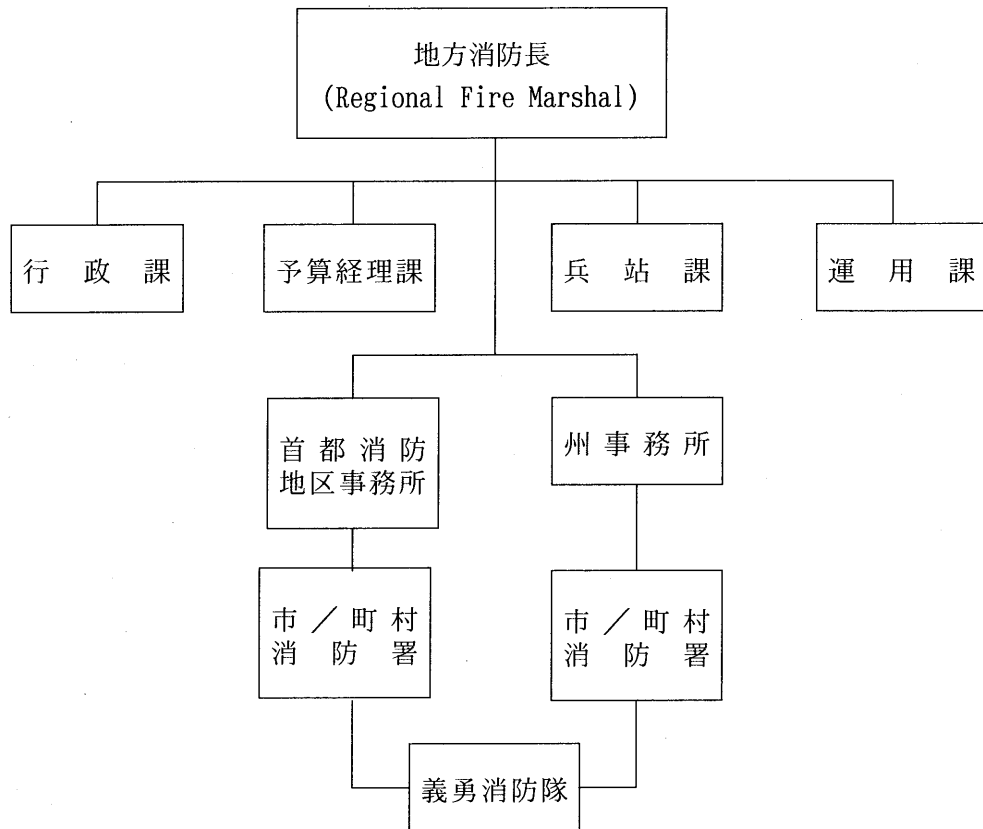 地方消防長
(Regional Fire Marshal)
行政課
予算経理課
兵站課
運用課
首都消防
地区事務所
州事務所
市／町村
消防署
市／町村
消防署
義勇消防隊